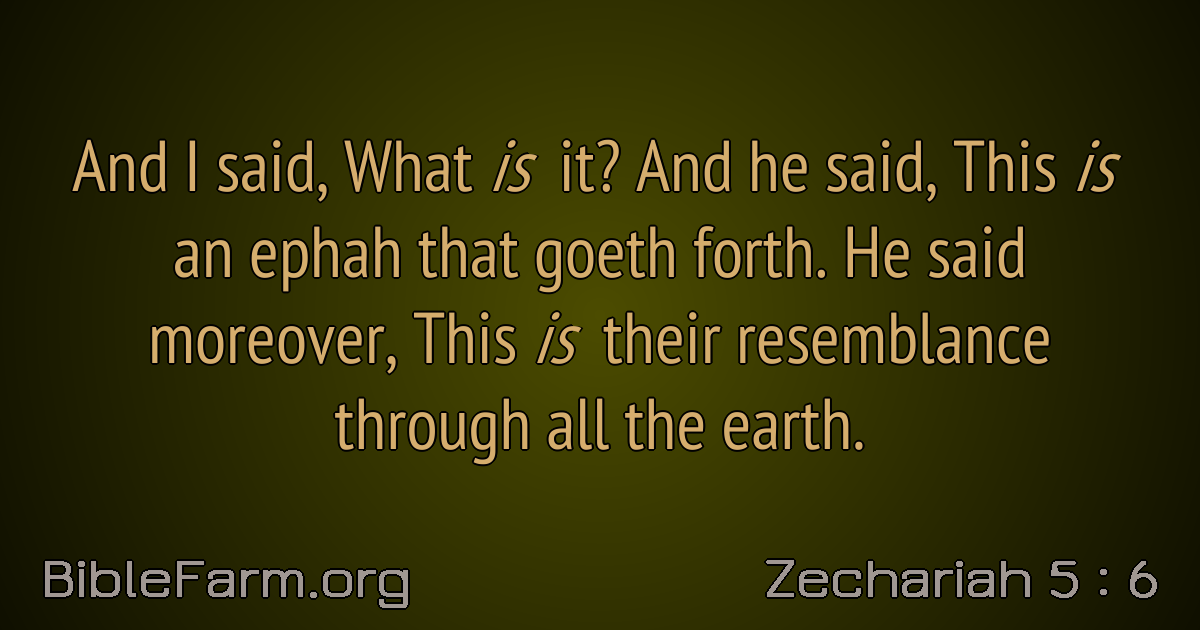 And I said, What is it? And he said, This is
an ephah that goeth forth. He said
moreover, This is their resemblance
through all the earth.
BibleFarm.org
Zechariah 5 : 6